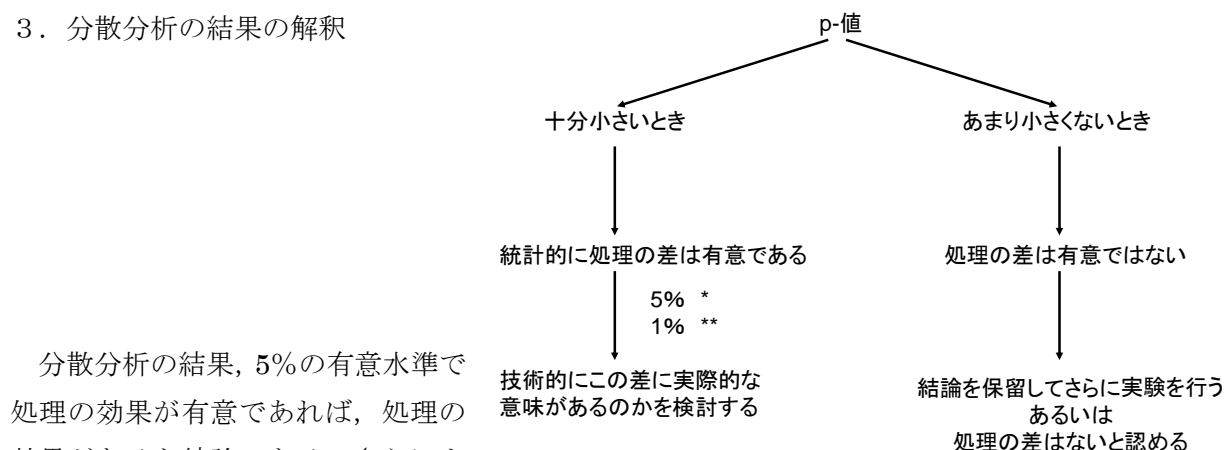 ３．分散分析の結果の解釈
p-値
十分小さいとき
あまり小さくないとき
統計的に処理の差は有意である
処理の差は有意ではない
5% *
1% **
技術的にこの差に実際的な
意味があるのかを検討する
結論を保留してさらに実験を行う
あるいは
処理の差はないと認める
分散分析の結果，5％の有意水準で
処理の効果が有意であれば，処理の